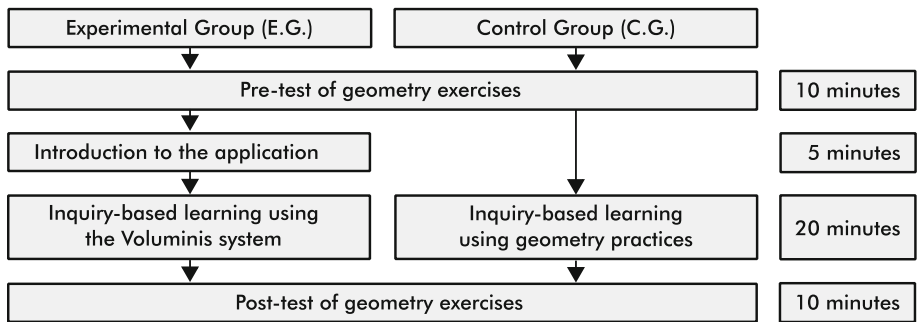 Experimental Group (E.G.)
Control Group (C.G.)
Pre-test of geometry exercises
10 minutes
Introduction to the application
5 minutes
Inquiry-based learning using
the Voluminis system
Inquiry-based learning
using geometry practices
20 minutes
Post-test of geometry exercises
10 minutes